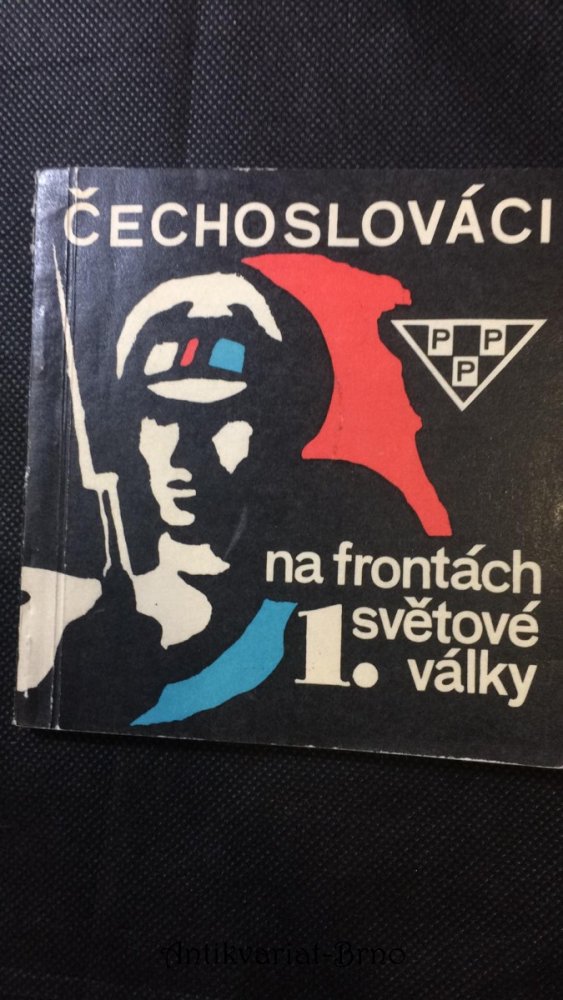 ČECHOSLOVÁCI
P P
P
na frontách
1. světové
války
Antikvariat-Brno